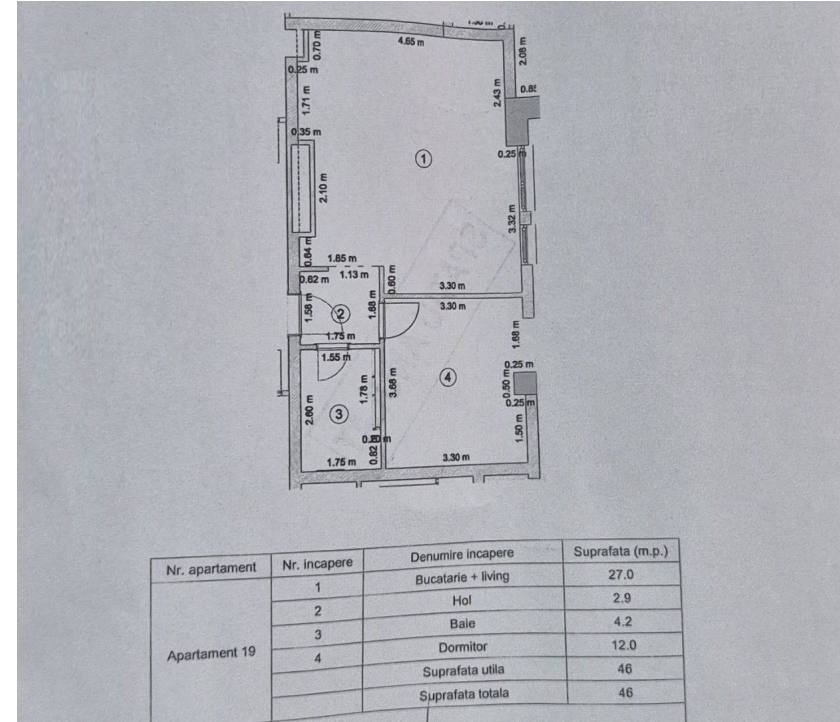 4.65 m
0.70 m
2.08 m
0.25 m
1.71 m
2.43 m
0.35 m
1
0.25 m
2.10 m
3.32 m
0.64 m
1.85 m
0.62 m
1.13 m
0.60 m
3.30 m
3.30 m
1.58 m
2
1.68 m
1.75 m
1.68 m
1.55 m
0.25 m
1.78 m
3.68 m
4
0.50 m
0.25 m
2.60 m
3
0.20 m
0.82
1.50 m
1.75 m
3.30 m
Nr. apartament Nr. incapere Denumire incapere Suprafata (m.p.)
Apartament 19
1 Bucatarie + living 27.0
2 Hol 2.9
3 Baie 4.2
4 Dormitor 12.0
Suprafata utila 46
Suprafata totala 46